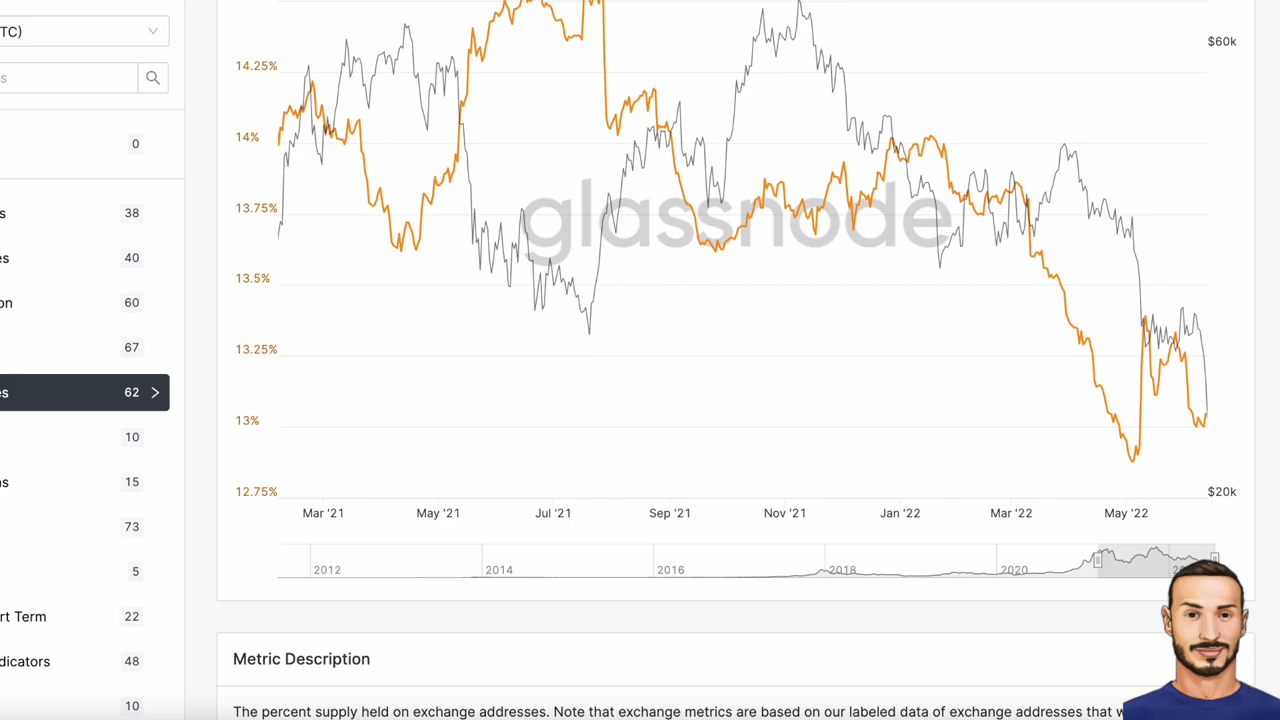 TC)
s
0
s 38
es 40
on 60
67
es 62
10
ns 15
73
5
rt Term 22
dicators 48
10
14.25%
14%
13.75%
13.5%
13.25%
13%
12.75%
$60k
$20k
glassnode
Mar '21 May '21 Jul '21 Sep '21 Nov '21 Jan '22 Mar '22 May '22
2012 2014 2016 2018 2020
Metric Description
The percent supply held on exchange addresses. Note that exchange metrics are based on our labeled data of exchange addresses that